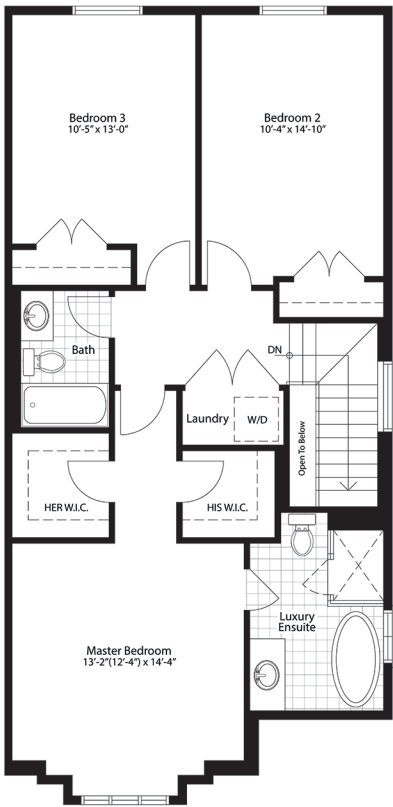 Bedroom 3
10'-5" x 13'-0"
Bedroom 2
10'-4" x 14'-10"
Bath
DN
Laundry
W/D
Open To Below
HER W.I.C.
HIS W.I.C.
Luxury
Ensuite
Master Bedroom
13'-2"(12'-4") x 14'-4"